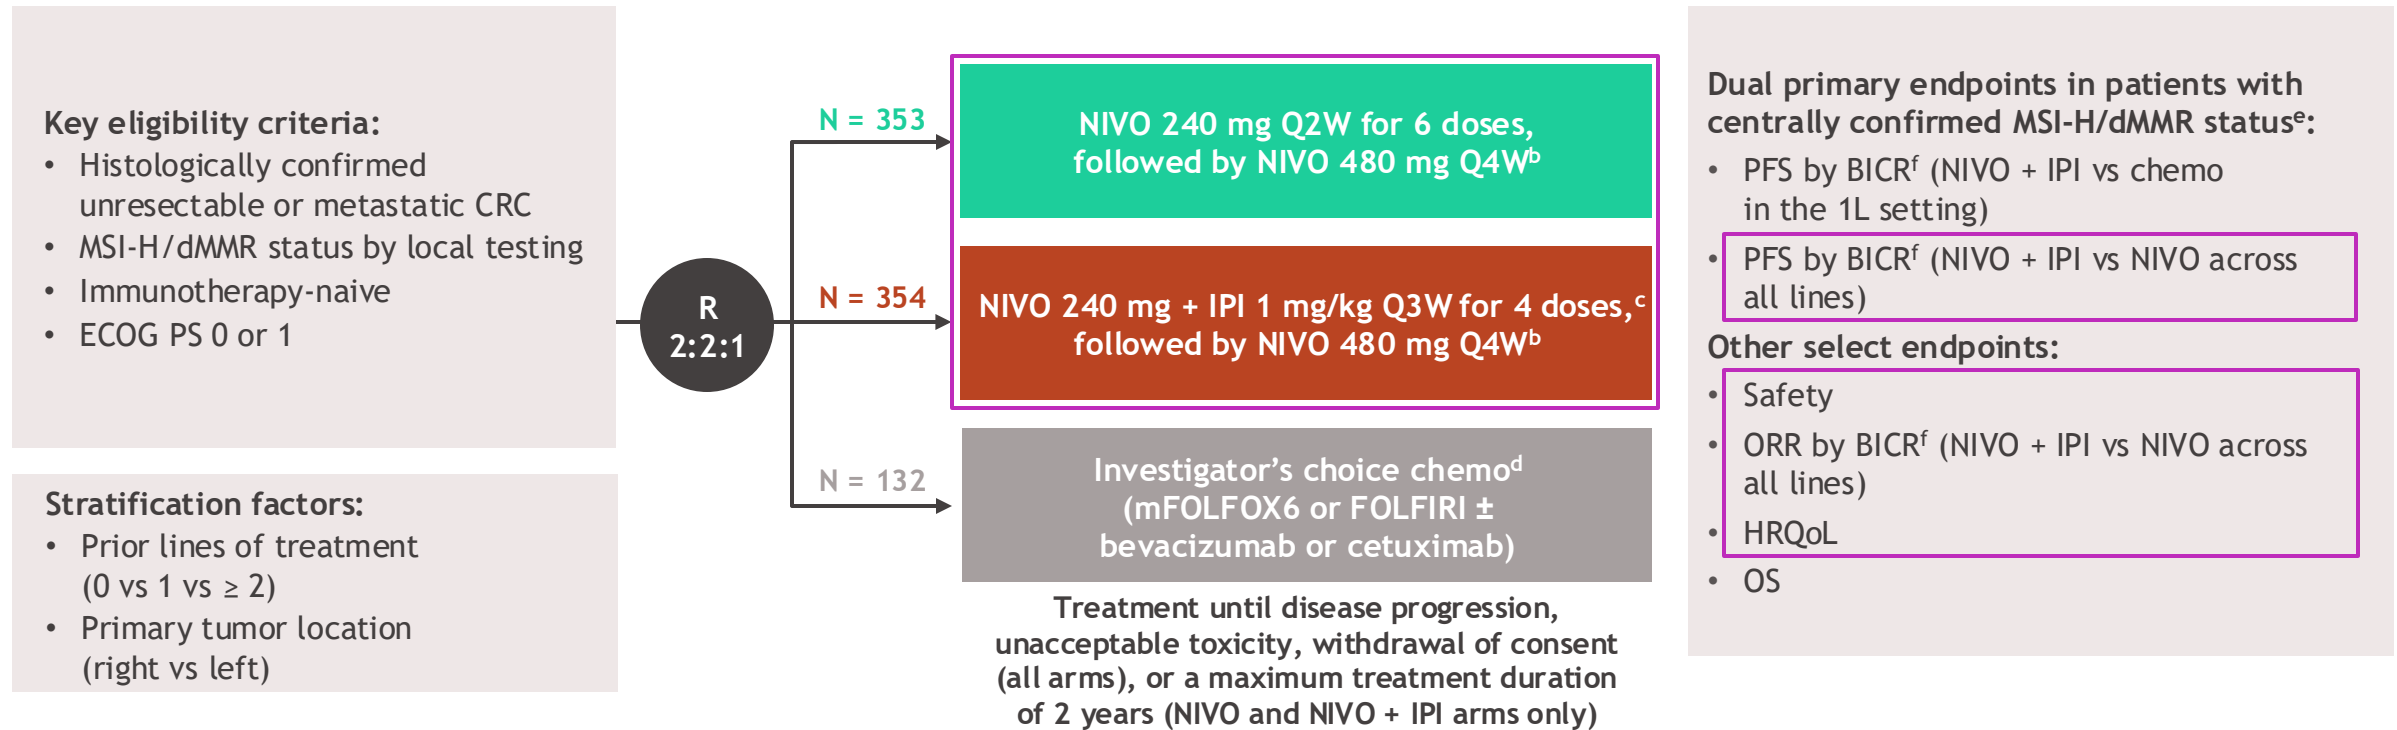 Key eligibility criteria:
• Histologically confirmed
unresectable or metastatic CRC
• MSI-H/dMMR status by local testing
• Immunotherapy-naive
• ECOG PS 0 or 1
Stratification factors:
• Prior lines of treatment
(0 vs 1 vs ≥ 2)
• Primary tumor location
(right vs left)
R
2:2:1
N = 353
NIVO 240 mg Q2W for 6 doses,
followed by NIVO 480 mg Q4Wᵇ
N = 354
NIVO 240 mg + IPI 1 mg/kg Q3W for 4 doses,ᶜ
followed by NIVO 480 mg Q4Wᵇ
N = 132
Investigator’s choice chemoᵈ
(mFOLFOX6 or FOLFIRI ±
bevacizumab or cetuximab)
Treatment until disease progression,
unacceptable toxicity, withdrawal of consent
(all arms), or a maximum treatment duration
of 2 years (NIVO and NIVO + IPI arms only)
Dual primary endpoints in patients with
centrally confirmed MSI-H/dMMR statusᵉ:
• PFS by BICRᶠ (NIVO + IPI vs chemo
in the 1L setting)
• PFS by BICRᶠ (NIVO + IPI vs NIVO across
all lines)
Other select endpoints:
• Safety
• ORR by BICRᶠ (NIVO + IPI vs NIVO across
all lines)
• HRQoL
• OS